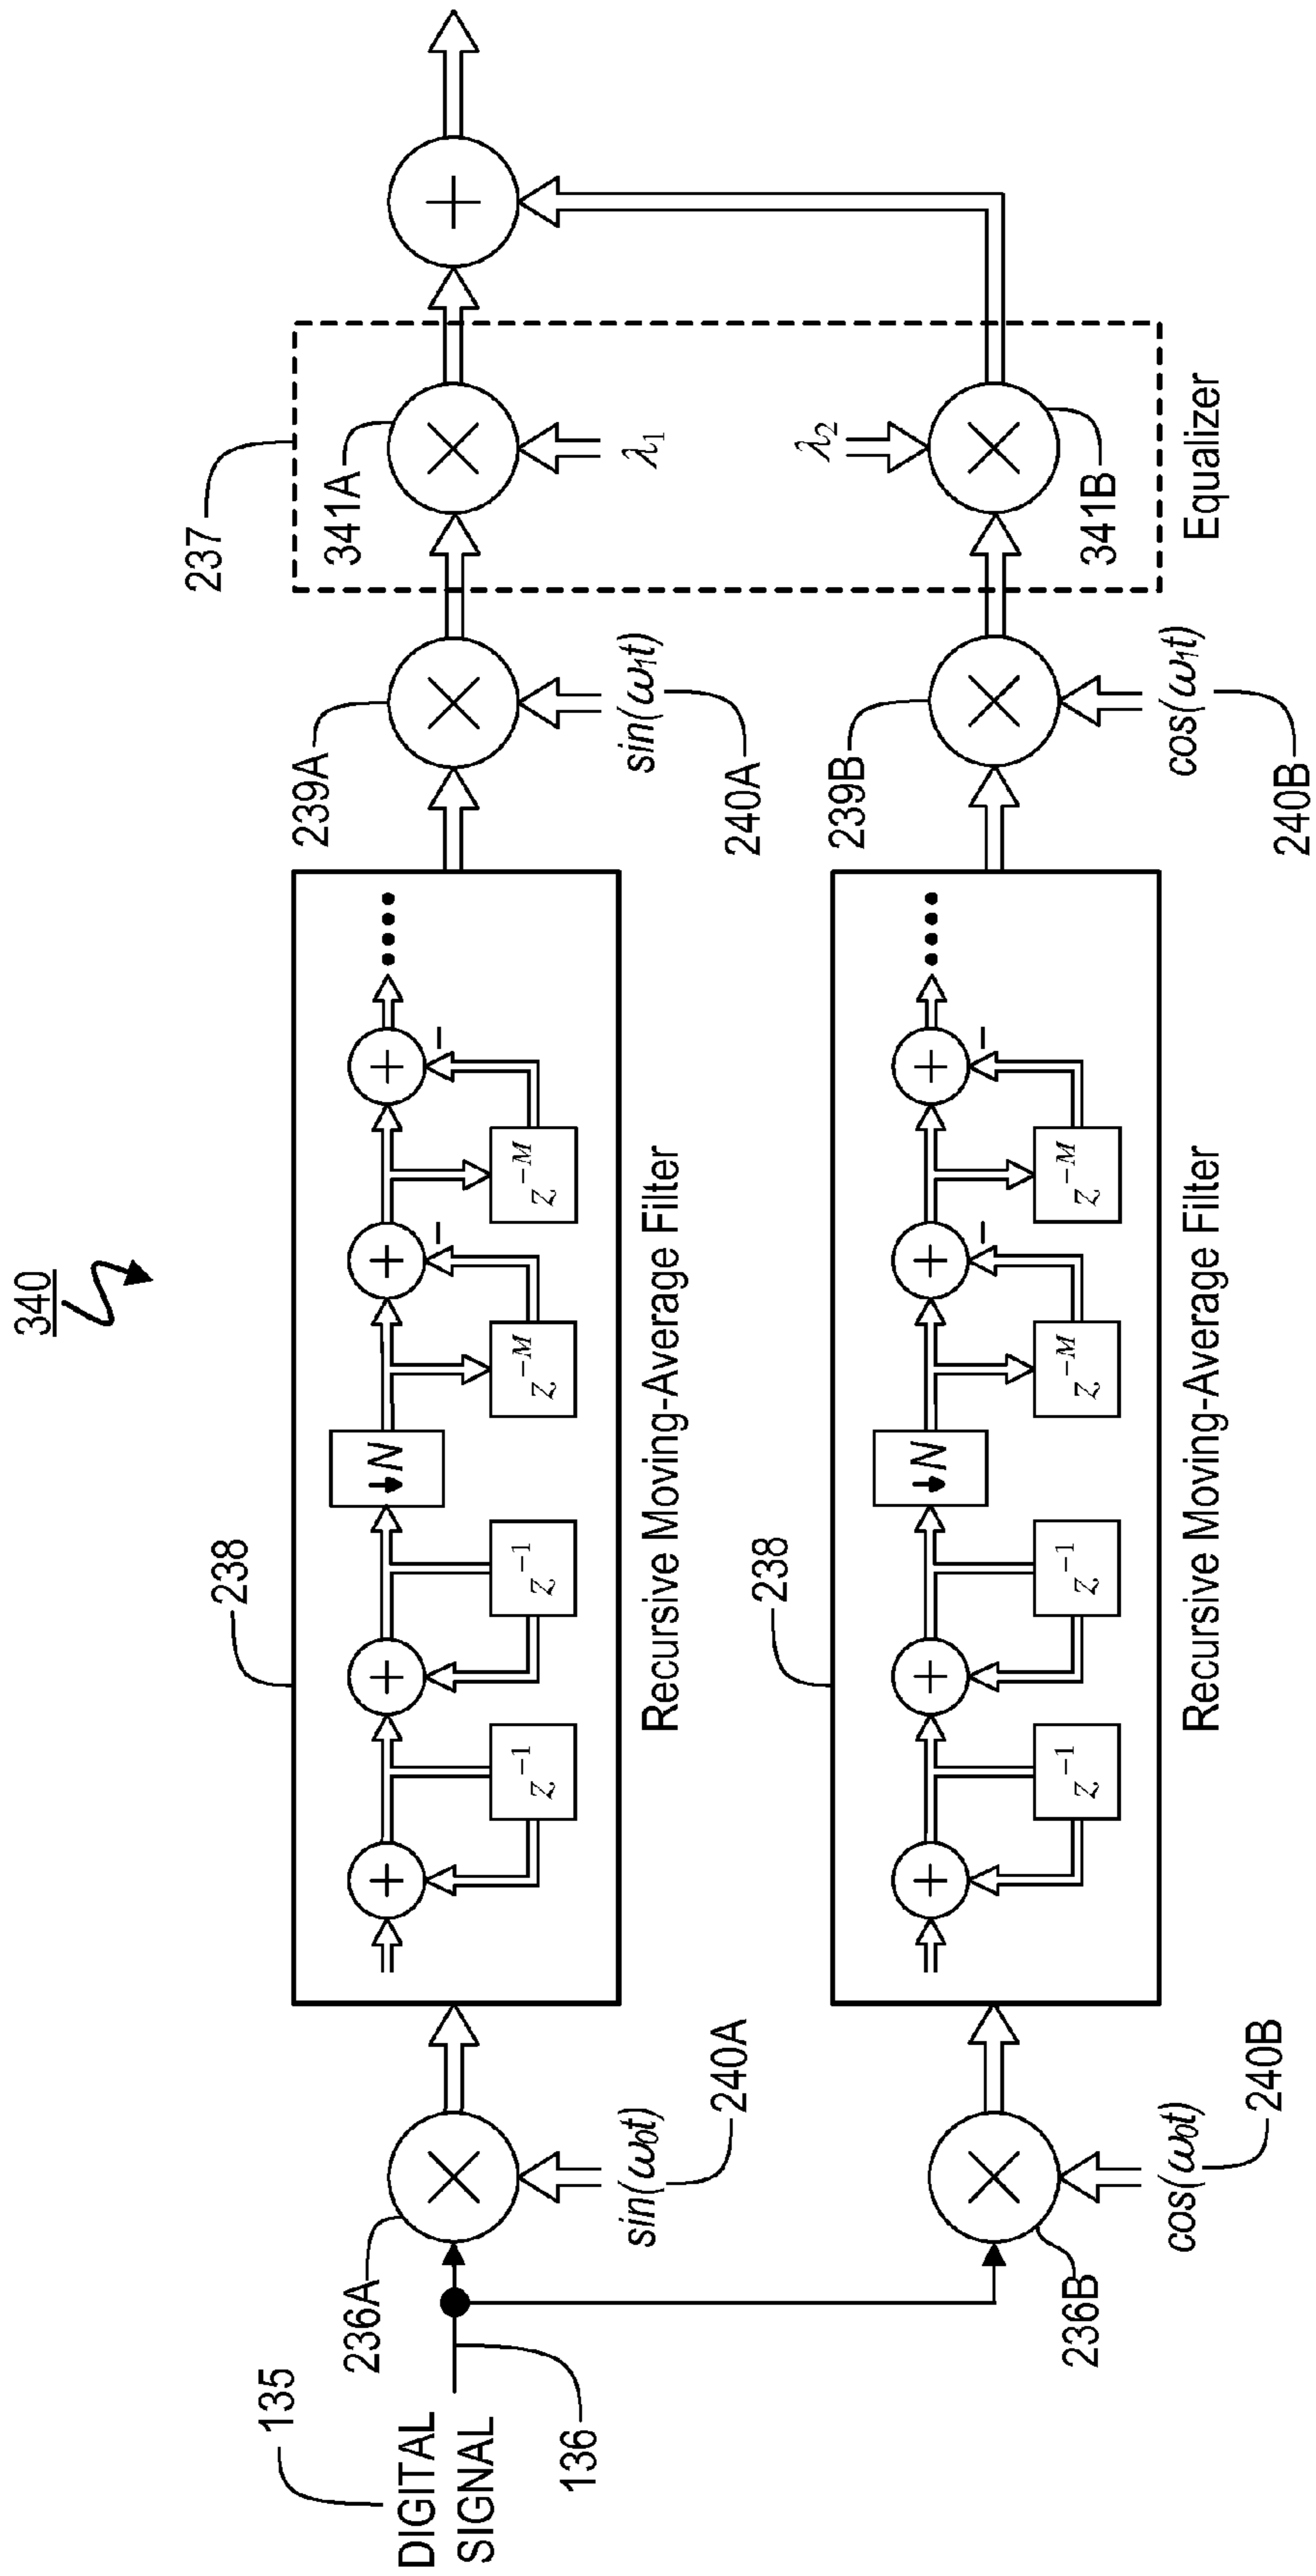 340
135
DIGITAL
SIGNAL
136
236A
×
sin(ω₀t)
240A
238
+
z⁻¹
+
z⁻¹
↓N
z⁻ᴹ
+
−
z⁻ᴹ
+
−
Recursive Moving-Average Filter
239A
×
sin(ω₁t)
240A
237
341A
×
λ₁
+
236B
×
cos(ω₀t)
240B
238
+
z⁻¹
+
z⁻¹
↓N
z⁻ᴹ
+
−
z⁻ᴹ
+
−
Recursive Moving-Average Filter
239B
×
cos(ω₁t)
240B
λ₂
×
341B
Equalizer